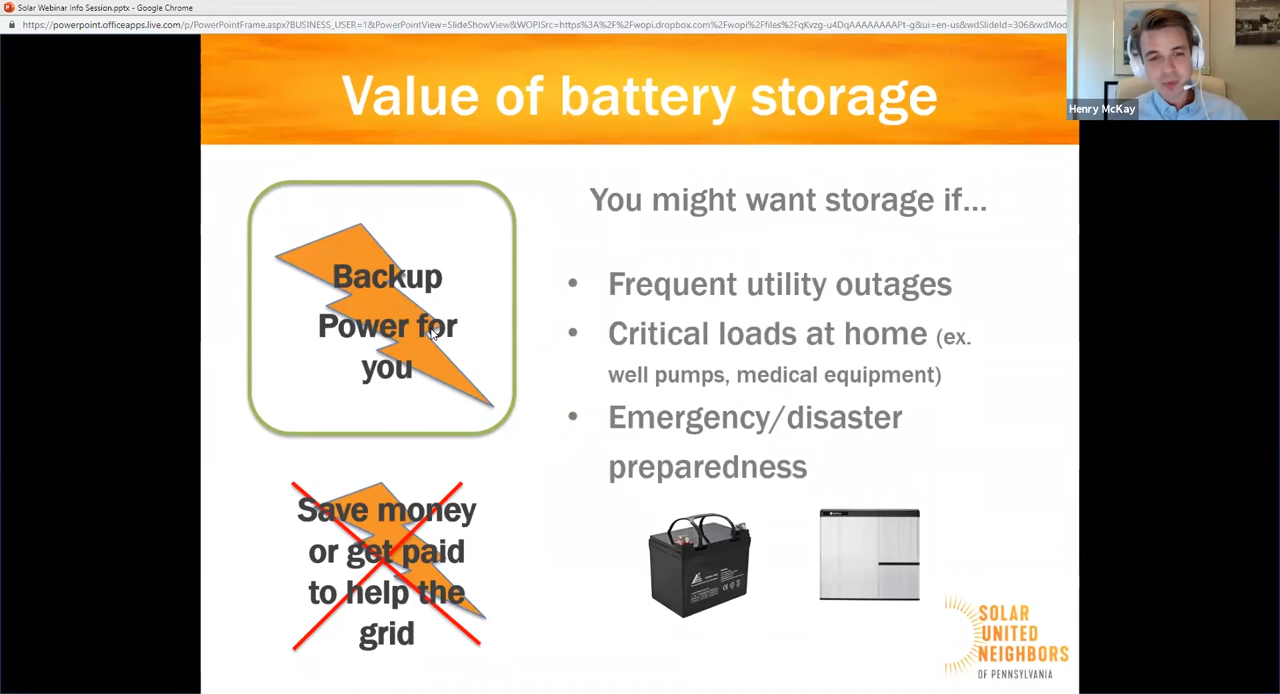 Solar Webinar Info Session.pptx - Google Chrome
https://powerpoint.officeapps.live.com/p/PowerPointFrame.aspx?BUSINESS_USER=1&PowerPointView=SlideShowView&WOPISrc=https%3A%2F%2Fwopi.dropbox.com%2Fwopi%2Ffiles%2FqKvzg-u4DqAAAAAAAAPt-g&ui=en-us&wdSlideId=306&wdMod
Henry McKay
Value of battery storage
Backup
Power for
you
You might want storage if...
• Frequent utility outages
• Critical loads at home (ex.
well pumps, medical equipment)
• Emergency/disaster
preparedness
Save money
or get paid
to help the
grid
SOLAR
UNITED
NEIGHBORS
OF PENNSYLVANIA